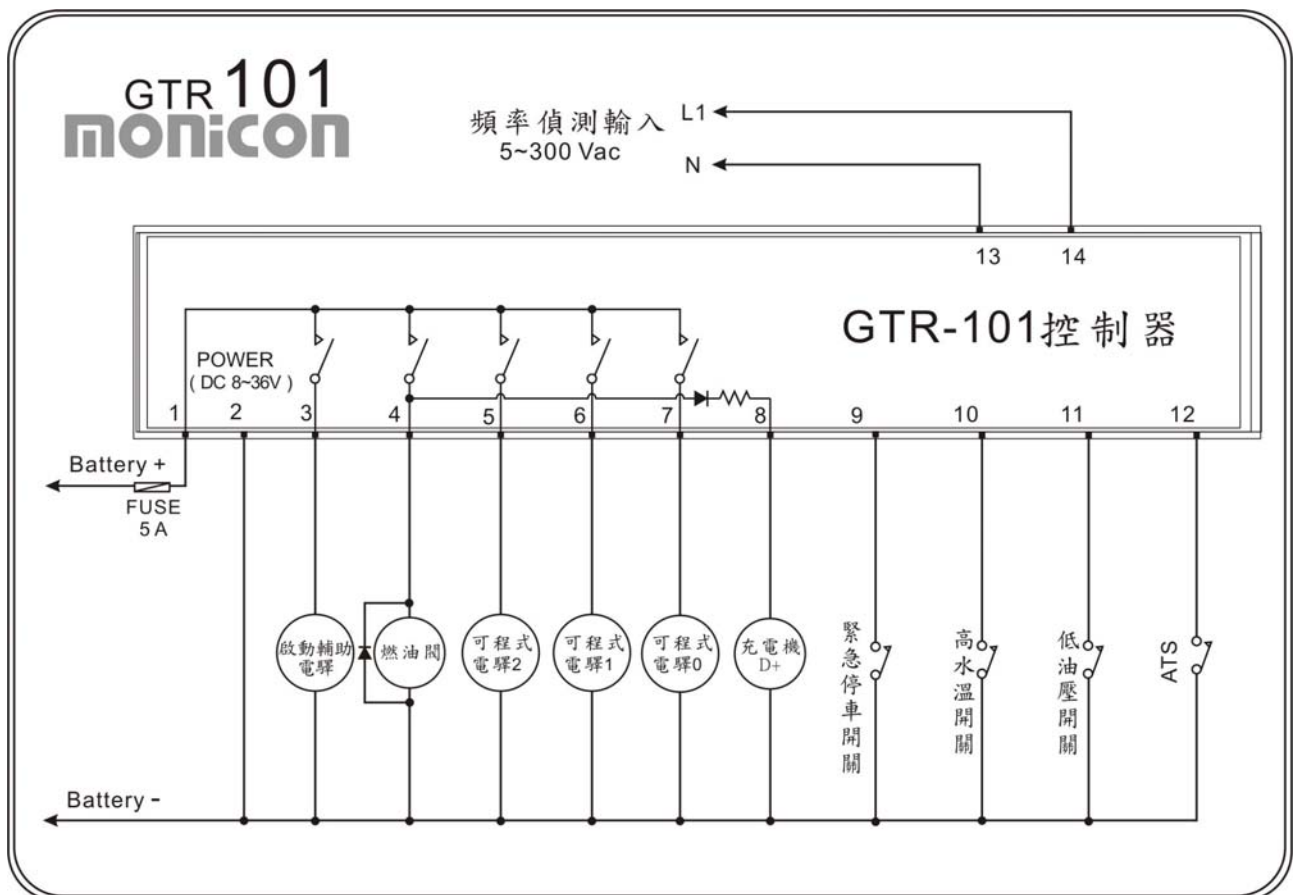 GTR 101
monicon
頻率偵測輸入
5~300 Vac
L1
N
13
14
GTR-101控制器
POWER
( DC 8~36V )
1
2
3
4
5
6
7
8
9
10
11
12
Battery +
FUSE
5 A
啟動輔助
電驛
燃油閥
可程式
電驛2
可程式
電驛1
可程式
電驛0
充電機
D+
緊急停車開關
高水溫開關
低油壓開關
ATS
Battery -